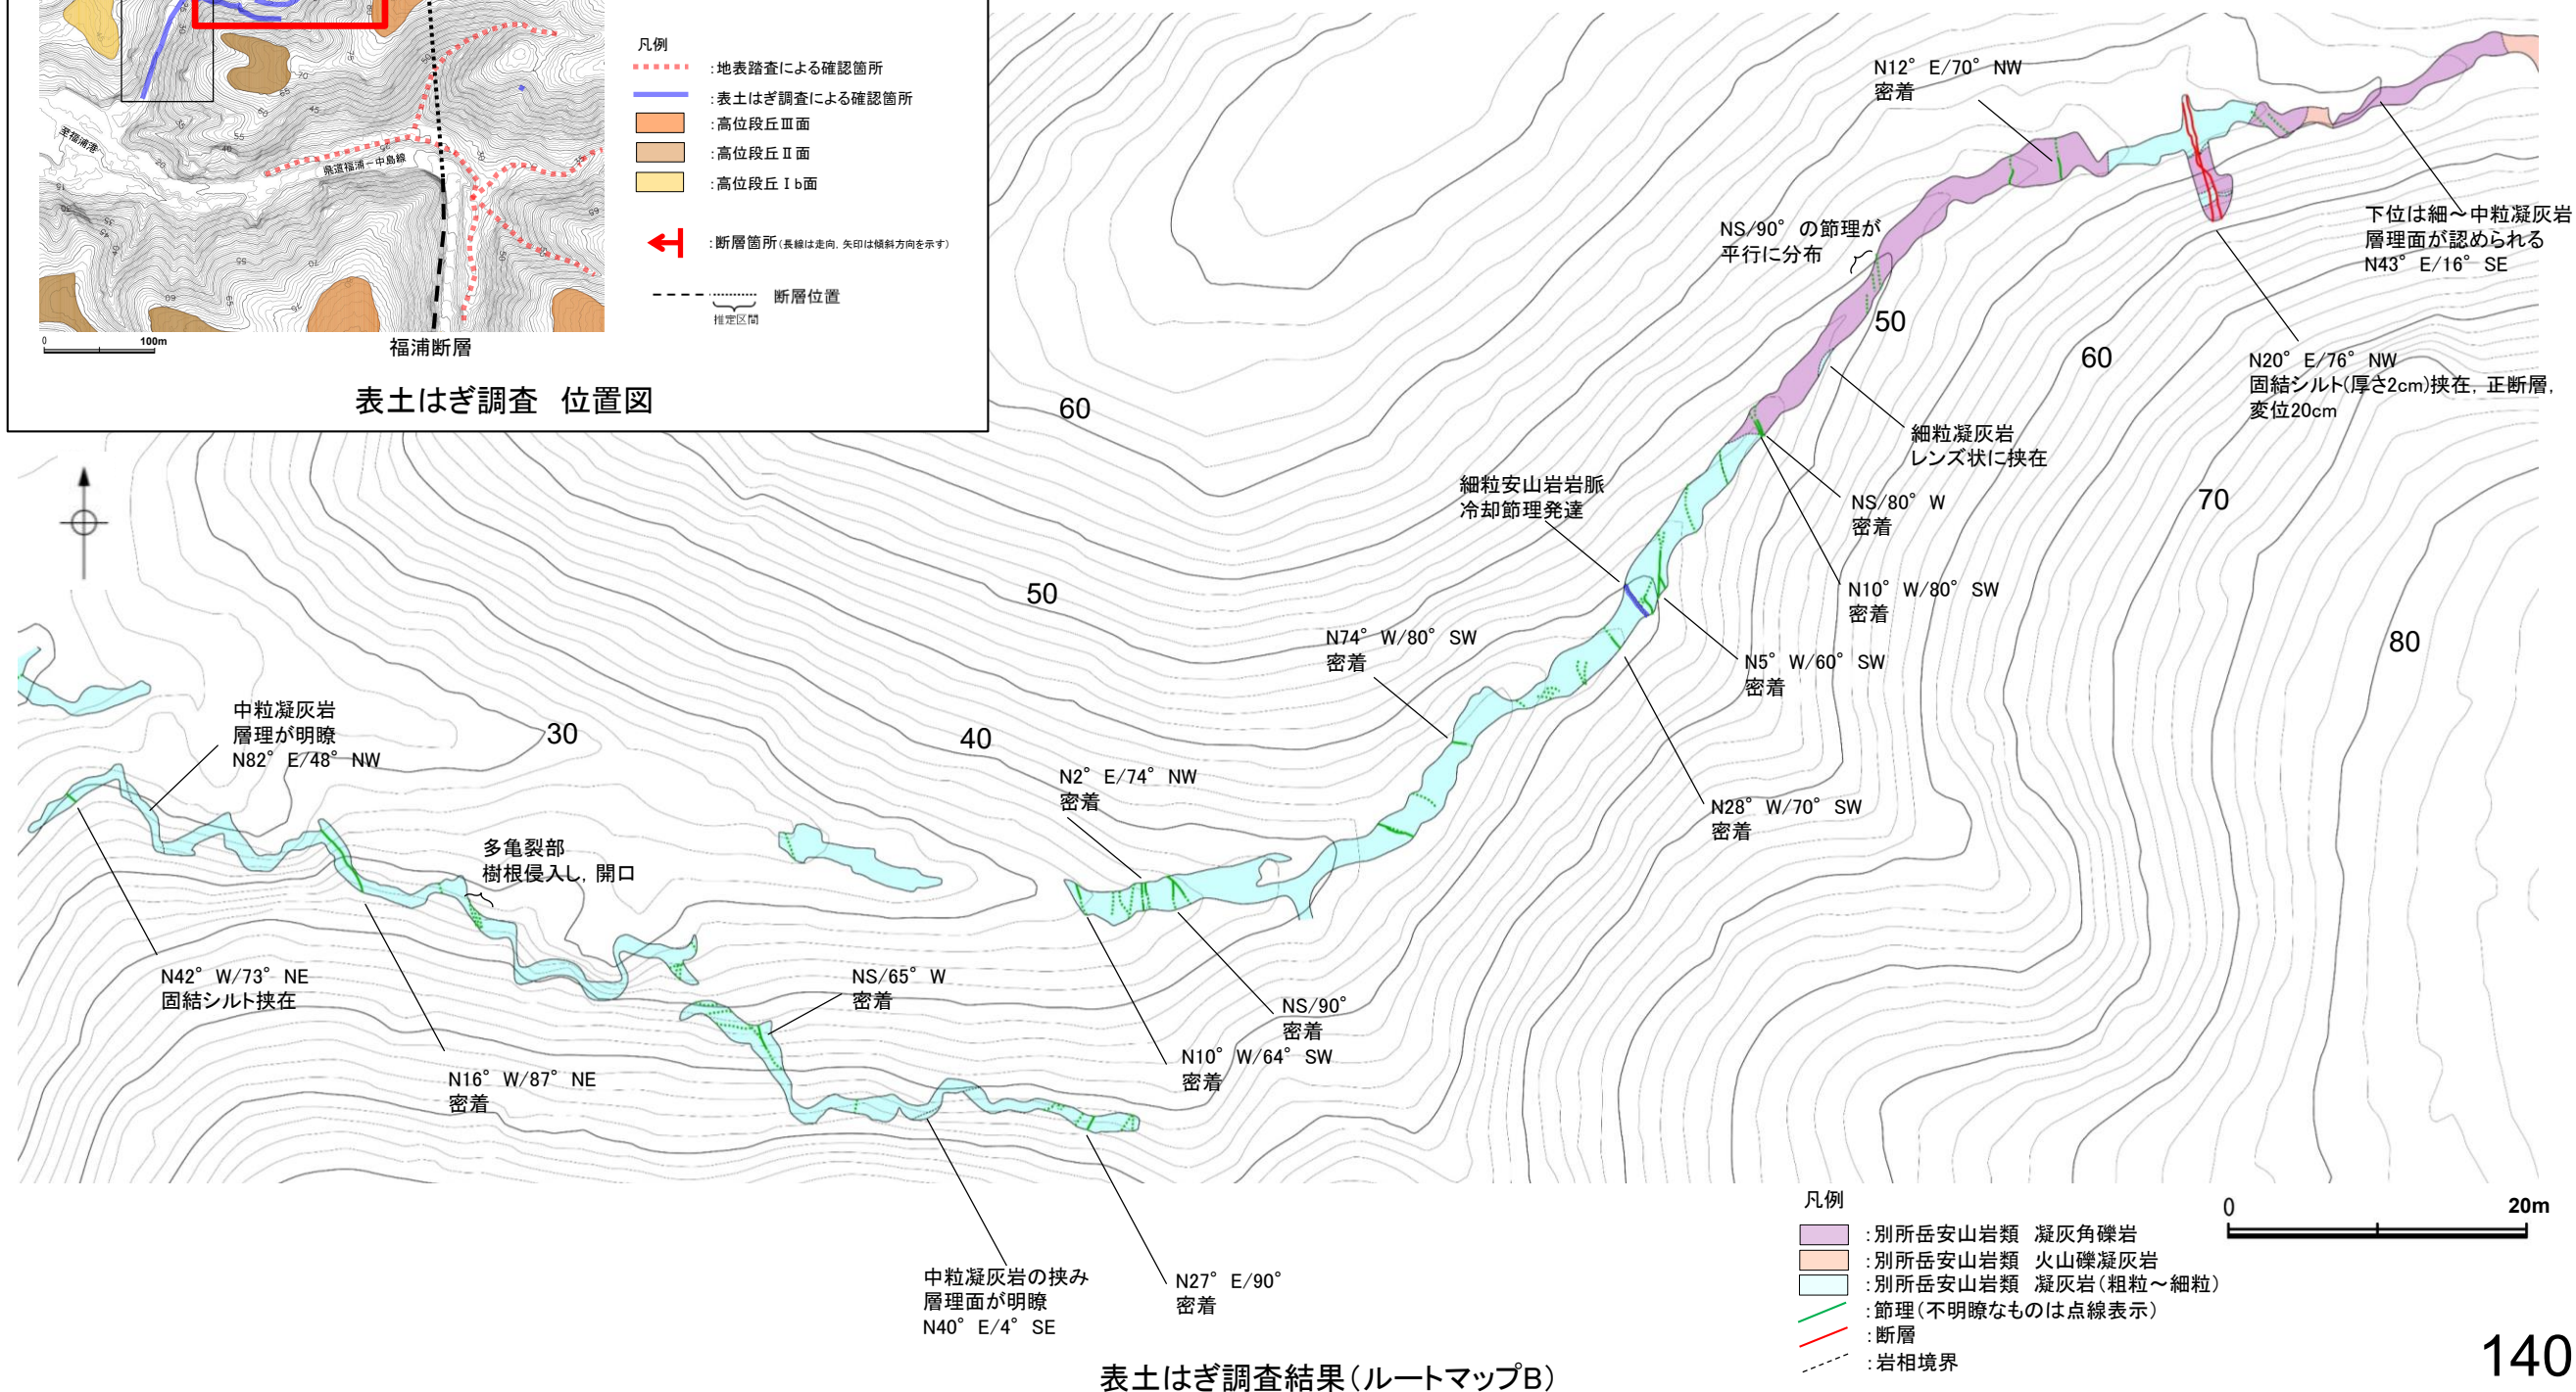 凡例
:地表踏査による確認箇所
:表土はぎ調査による確認箇所
:高位段丘Ⅲ面
:高位段丘Ⅱ面
:高位段丘Ⅰb面
:断層箇所(長線は走向, 矢印は傾斜方向を示す)
断層位置
推定区間
至福浦港
県道福浦－中島線
0
100m
福浦断層
表土はぎ調査 位置図
N12°E/70°NW
密着
NS/90°の節理が
平行に分布
下位は細～中粒凝灰岩
層理面が認められる
N43°E/16°SE
N20°E/76°NW
固結シルト(厚さ2cm)挟在, 正断層,
変位20cm
細粒凝灰岩
レンズ状に挟在
NS/80°W
密着
N10°W/80°SW
密着
細粒安山岩岩脈
冷却節理発達
N5°W/60°SW
密着
N74°W/80°SW
密着
N28°W/70°SW
密着
N2°E/74°NW
密着
中粒凝灰岩
層理が明瞭
N82°E/48°NW
多亀裂部
樹根侵入し, 開口
N42°W/73°NE
固結シルト挟在
N16°W/87°NE
密着
NS/65°W
密着
NS/90°
密着
N10°W/64°SW
密着
中粒凝灰岩の挟み
層理面が明瞭
N40°E/4°SE
N27°E/90°
密着
60
50
40
30
50
60
70
80
凡例
:別所岳安山岩類 凝灰角礫岩
:別所岳安山岩類 火山礫凝灰岩
:別所岳安山岩類 凝灰岩(粗粒～細粒)
:節理(不明瞭なものは点線表示)
:断層
:岩相境界
0
20m
表土はぎ調査結果(ルートマップB)
140